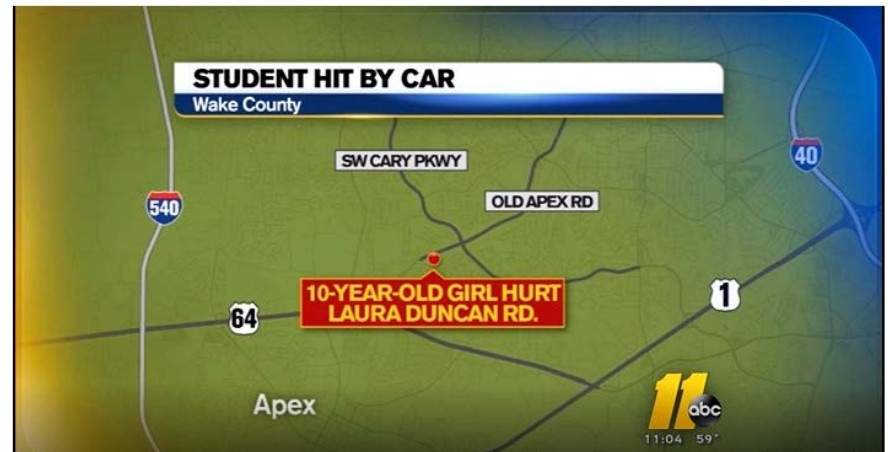 STUDENT HIT BY CAR
Wake County
SW CARY PKWY
40
OLD APEX RD
540
10-YEAR-OLD GIRL HURT
LAURA DUNCAN RD.
1
64
Apex
11 abc
11:04 59°